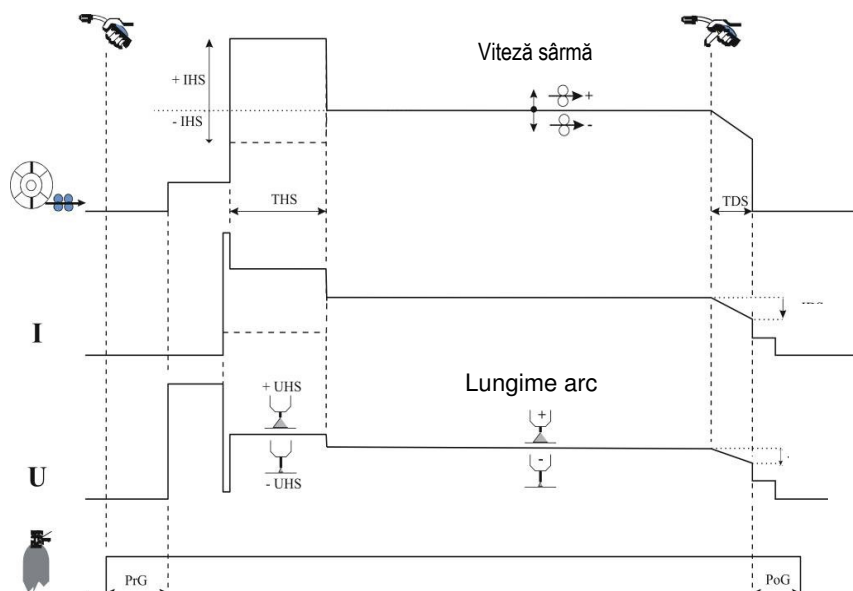 Viteză sârmă
+ IHS
- IHS
+
-
THS
TDS
I
+ UHS
Lungime arc
+
-
U
- UHS
PrG
PoG